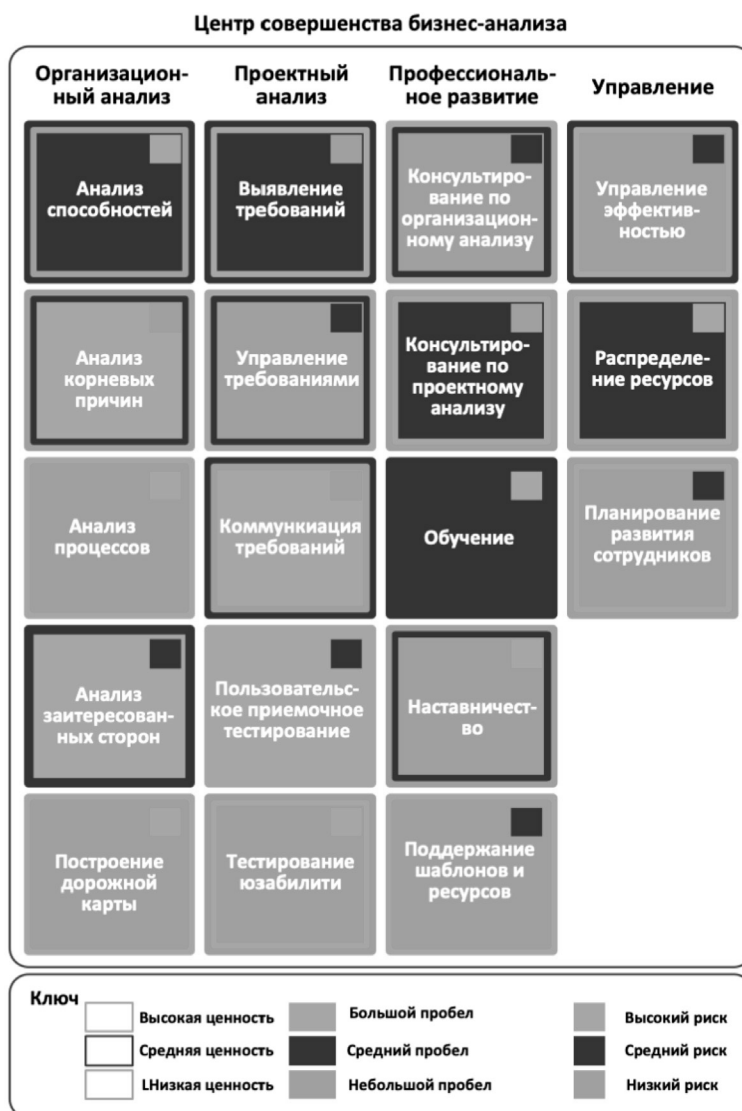 Центр совершенства бизнес-анализа
Организацион-
ный анализ
Проектный
анализ
Профессиональ-
ное развитие
Управление
Анализ
способностей
Выявление
требований
Консультиро-
вание по
организацион-
ному анализу
Управление
эффектив-
ностью
Анализ
корневых
причин
Управление
требованиями
Консультиро-
вание по
проектному
анализу
Распределе-
ние ресурсов
Анализ
процессов
Коммункиация
требований
Обучение
Планирование
развития
сотрудников
Анализ
заитересован-
ных сторон
Пользовательс-
кое приемочное
тестирование
Наставничест-
во
Построение
дорожной
карты
Тестирование
юзабилити
Поддержание
шаблонов и
ресурсов
Ключ
Высокая ценность
Большой пробел
Высокий риск
Средняя ценность
Средний пробел
Средний риск
LНизкая ценность
Небольшой пробел
Низкий риск